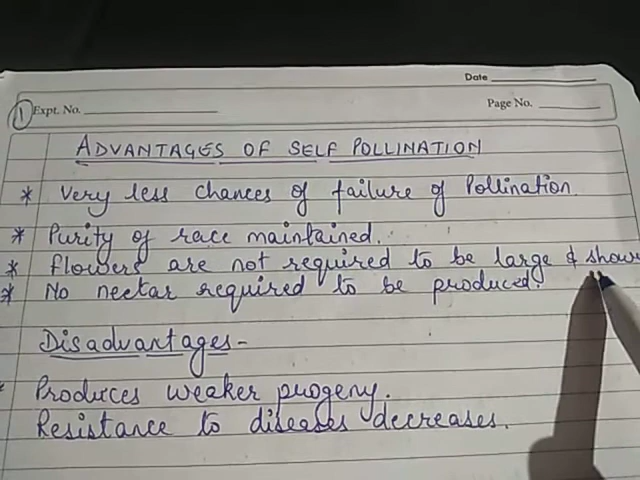 Date
① Expt. No.
Page No.
ADVANTAGES OF SELF POLLINATION
* Very less chances of failure of Pollination.
* Purity of race maintained.
* flowers are not required to be large & show
* No nectar required to be produced.
Disadvantages-
* Produces weaker progeny.
Resistance to diseases decreases.